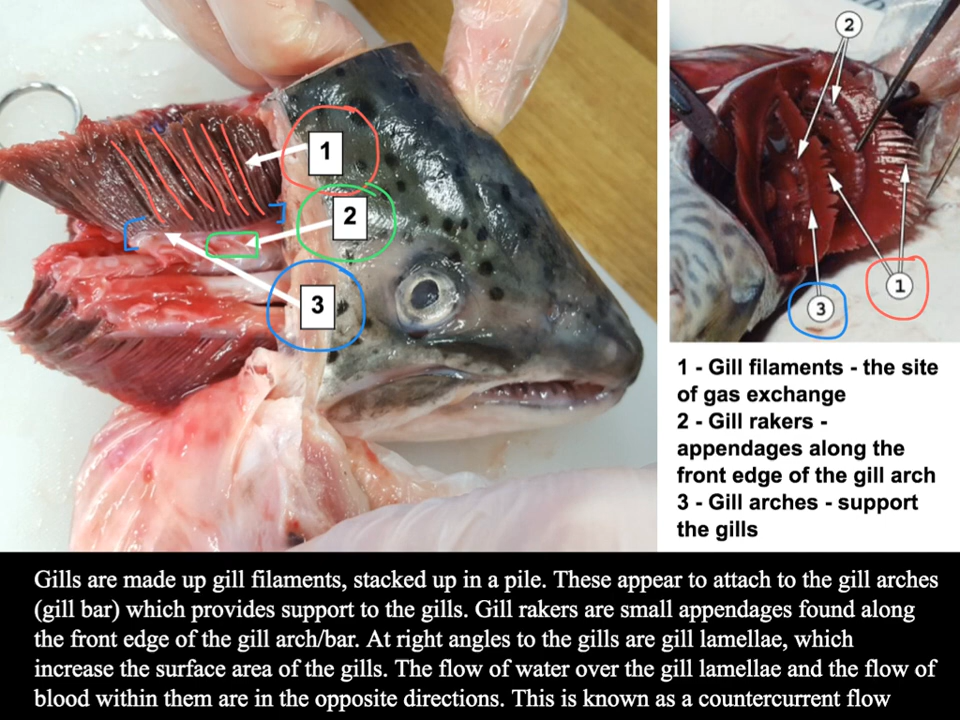 1
2
3
2
1
3
1 - Gill filaments - the site
of gas exchange
2 - Gill rakers -
appendages along the
front edge of the gill arch
3 - Gill arches - support
the gills
Gills are made up gill filaments, stacked up in a pile. These appear to attach to the gill arches
(gill bar) which provides support to the gills. Gill rakers are small appendages found along
the front edge of the gill arch/bar. At right angles to the gills are gill lamellae, which
increase the surface area of the gills. The flow of water over the gill lamellae and the flow of
blood within them are in the opposite directions. This is known as a countercurrent flow